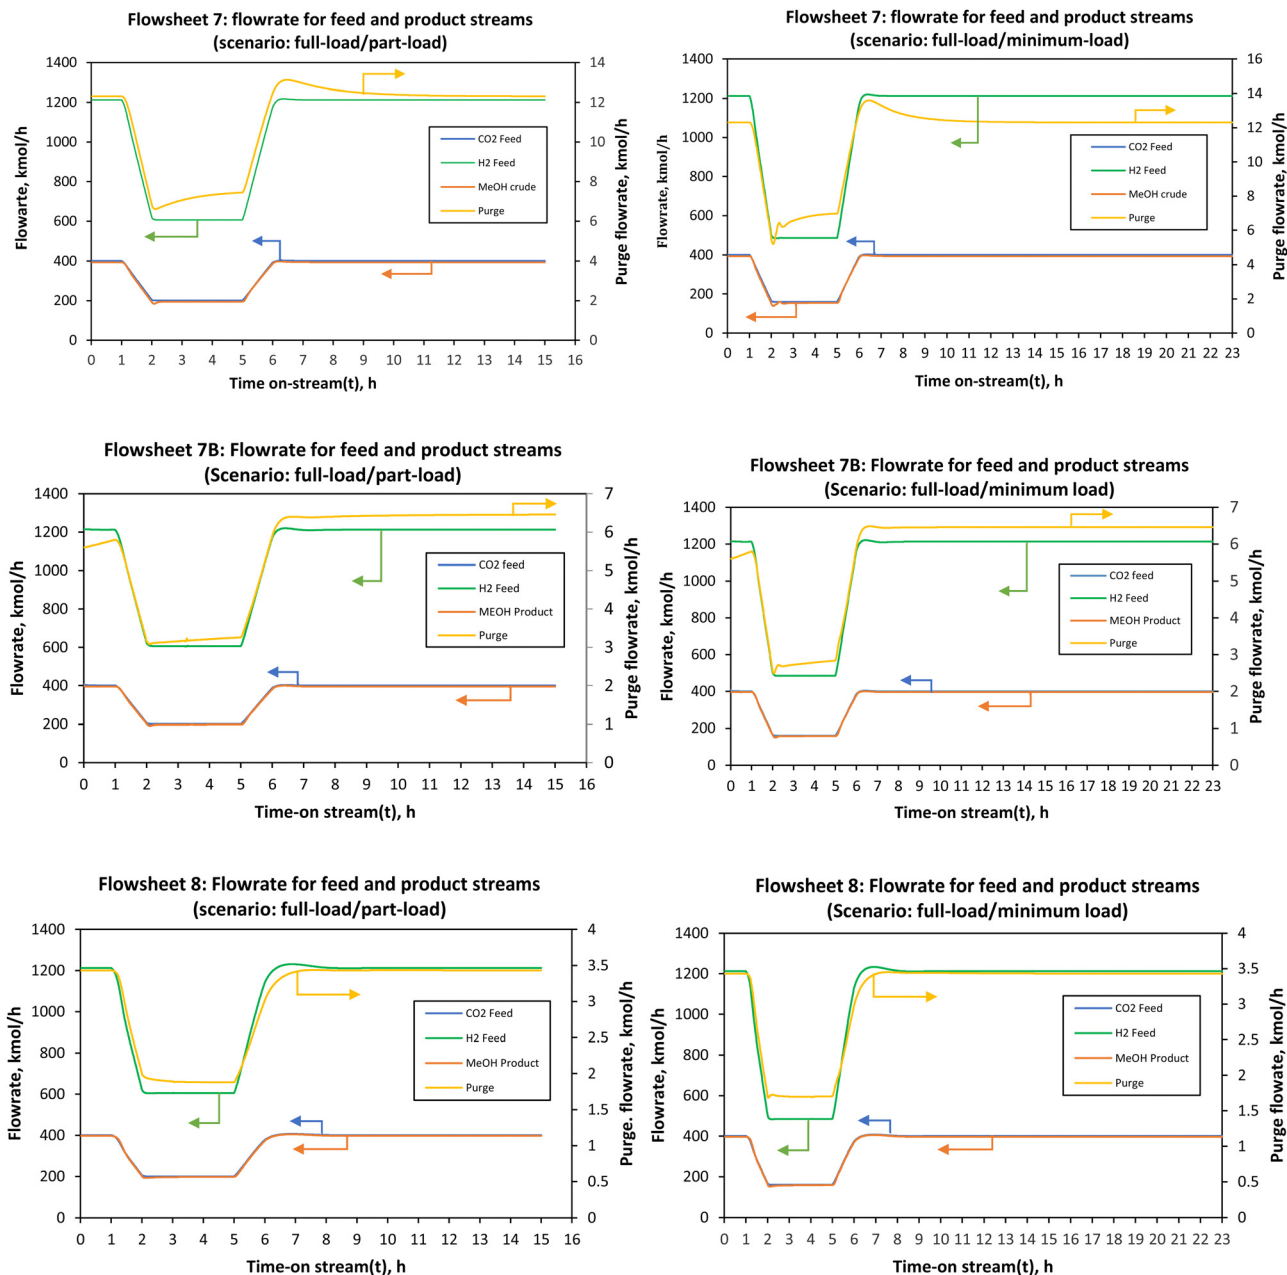 Flowsheet 7: flowrate for feed and product streams
(scenario: full-load/part-load)
Flowarte, kmol/h
1400
1200
1000
800
600
400
200
0
14
12
10
8
6
4
2
0
Purge flowrate, kmol/h
CO2 Feed
H2 Feed
MeOH crude
Purge
0 1 2 3 4 5 6 7 8 9 10 11 12 13 14 15 16
Time on-stream(t), h
Flowsheet 7: flowrate for feed and product streams
(scenario: full-load/minimum-load)
Flowrate, kmol/h
1400
1200
1000
800
600
400
200
0
16
14
12
10
8
6
4
2
0
Purge flowrate, kmol/h
CO2 Feed
H2 Feed
MeOH crude
Purge
0 1 2 3 4 5 6 7 8 9 10 11 12 13 14 15 16 17 18 19 20 21 22 23
Time on-stream(t), h
Flowsheet 7B: Flowrate for feed and product streams
(Scenario: full-load/part-load)
Flowrate, kmol/h
1400
1200
1000
800
600
400
200
0
7
6
5
4
3
2
1
0
Purge flowrate, kmol/h
CO2 feed
H2 Feed
MEOH Product
Purge
0 1 2 3 4 5 6 7 8 9 10 11 12 13 14 15 16
Time-on stream(t), h
Flowsheet 7B: Flowrate for feed and product streams
(Scenario: full-load/minimum load)
Flowrate, kmol/h
1400
1200
1000
800
600
400
200
0
7
6
5
4
3
2
1
0
Purge flowrate, kmol/h
CO2 feed
H2 Feed
MEOH Product
Purge
0 1 2 3 4 5 6 7 8 9 10 11 12 13 14 15 16 17 18 19 20 21 22 23
Time-on stream(t), h
Flowsheet 8: Flowrate for feed and product streams
(scenario: full-load/part-load)
Flowrate, kmol/h
1400
1200
1000
800
600
400
200
0
4
3.5
3
2.5
2
1.5
1
0.5
0
Purge. flowrate, kmol/h
CO2 Feed
H2 Feed
MeOH Product
Purge
0 1 2 3 4 5 6 7 8 9 10 11 12 13 14 15 16
Time-on stream(t), h
Flowsheet 8: Flowrate for feed and product streams
(Scenario: full-load/minimum load)
Flowrate, kmol/h
1400
1200
1000
800
600
400
200
0
4
3.5
3
2.5
2
1.5
1
0.5
0
Purge flowrate, kmol/h
CO2 Feed
H2 Feed
MeOH Product
Purge
0 1 2 3 4 5 6 7 8 9 10 11 12 13 14 15 16 17 18 19 20 21 22 23
Time-on stream(t), h